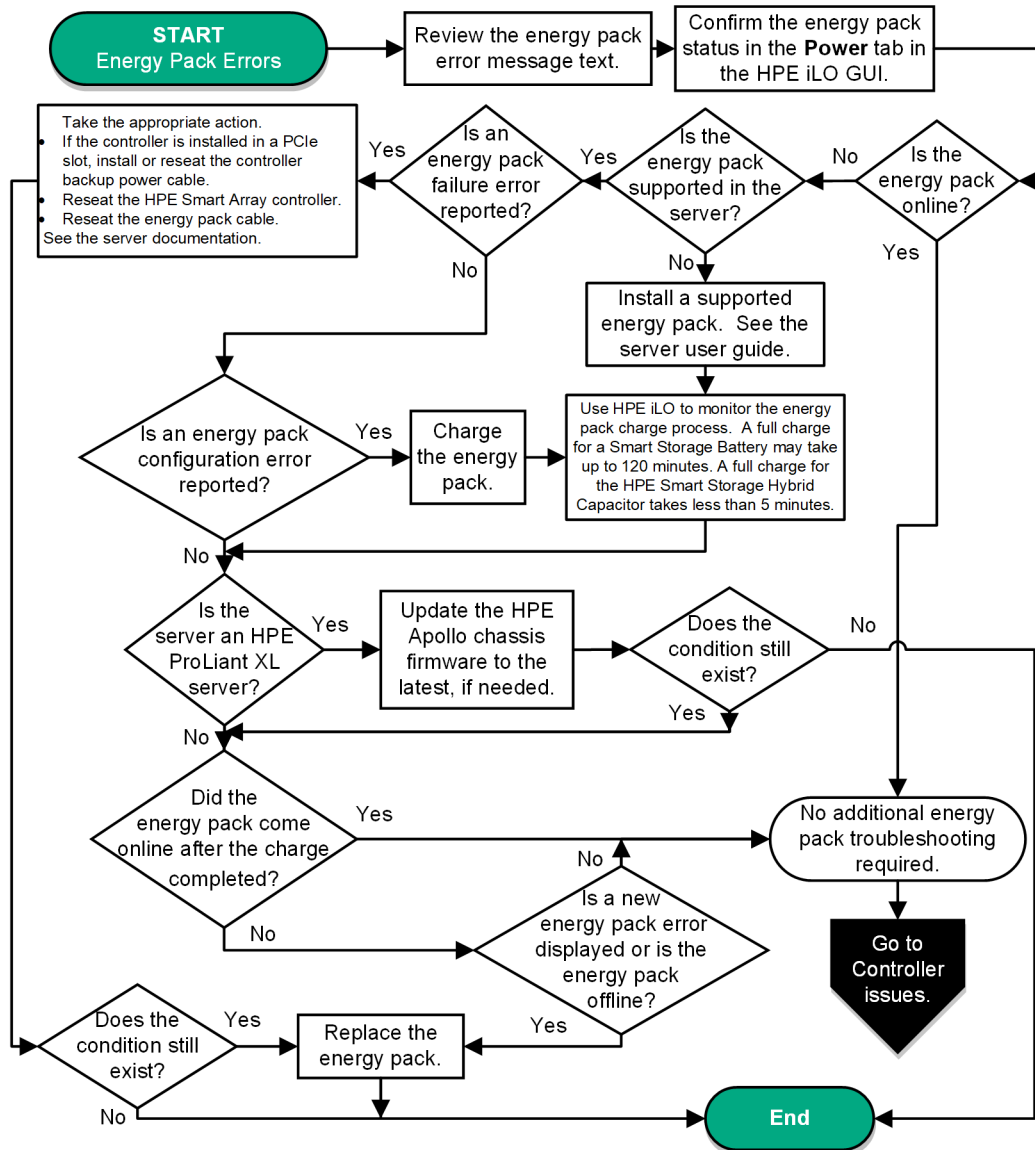 START
Energy Pack Errors
Review the energy pack
error message text.
Confirm the energy pack
status in the Power tab in
the HPE iLO GUI.
Take the appropriate action.
• If the controller is installed in a PCIe
slot, install or reseat the controller
backup power cable.
• Reseat the HPE Smart Array controller.
• Reseat the energy pack cable.
See the server documentation.
Yes
Is an
energy pack
failure error
reported?
Yes
Is the
energy pack
supported in the
server?
No
Is the
energy pack
online?
No
No
Yes
Install a supported
energy pack.  See the
server user guide.
Is an energy pack
configuration error
reported?
Yes
Charge
the energy
pack.
Use HPE iLO to monitor the energy
pack charge process.  A full charge
for a Smart Storage Battery may take
up to 120 minutes. A full charge for
the HPE Smart Storage Hybrid
Capacitor takes less than 5 minutes.
No
Is the
server an HPE
ProLiant XL
server?
Yes
Update the HPE
Apollo chassis
firmware to the
latest, if needed.
Does the
condition still
exist?
No
Yes
No
Did the
energy pack come
online after the charge
completed?
Yes
No additional energy
pack troubleshooting
required.
No
Is a new
energy pack error
displayed or is the
energy pack
offline?
No
Go to
Controller
issues.
Yes
Does the
condition still
exist?
Yes
Replace the
energy pack.
No
End